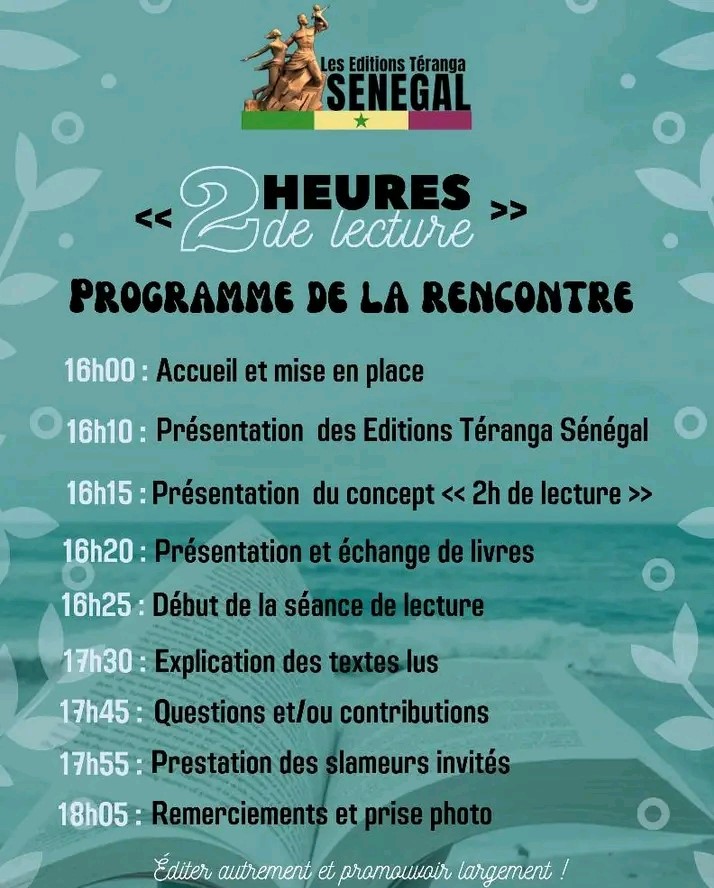 Les Editions Téranga
SENEGAL
<< 2 HEURES >>
de lecture
PROGRAMME DE LA RENCONTRE
16h00 : Accueil et mise en place
16h10 : Présentation des Editions Téranga Sénégal
16h15 : Présentation du concept << 2h de lecture >>
16h20 : Présentation et échange de livres
16h25 : Début de la séance de lecture
17h30 : Explication des textes lus
17h45 : Questions et/ou contributions
17h55 : Prestation des slameurs invités
18h05 : Remerciements et prise photo
Éditer autrement et promouvoir largement !